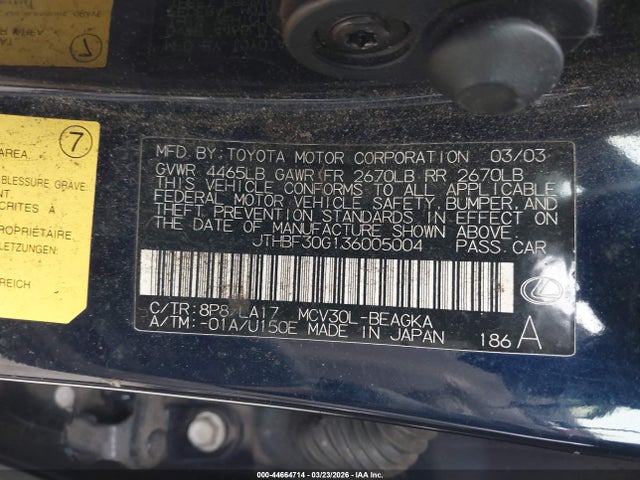 7
AREA.
BLESSURE GRAVE
CRITES À
PROPRIÉTAIRE.
EREICH
MFD. BY: TOYOTA MOTOR CORPORATION 03/03
GVWR 4465LB GAWR FR 2670LB RR 2670LB
THIS VEHICLE CONFORMS TO ALL APPLICABLE
FEDERAL MOTOR VEHICLE SAFETY, BUMPER, AND
THEFT PREVENTION STANDARDS IN EFFECT ON
THE DATE OF MANUFACTURE SHOWN ABOVE.
JTHBF30G136005004 PASS. CAR
C/TR: 8P8/LA17 MCV30L-BEAGKA
A/TM: -01A/U150E MADE IN JAPAN 186 A
000-44664714 | 03/23/2026 | IAA Inc.